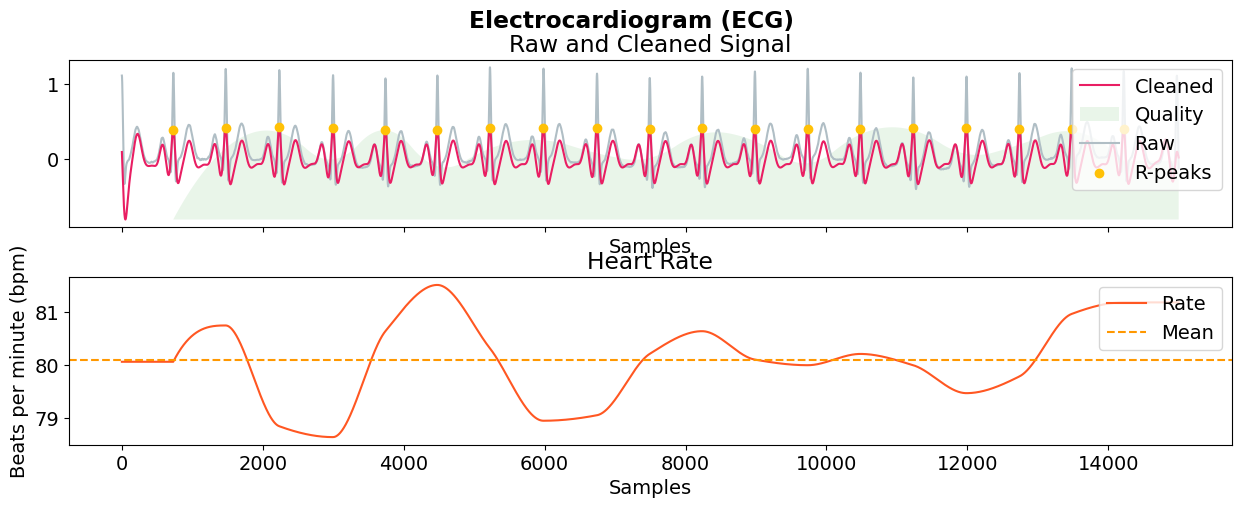 Electrocardiogram (ECG)
Raw and Cleaned Signal
1
0
Cleaned
Quality
Raw
R-peaks
Samples
Heart Rate
Beats per minute (bpm)
81
80
79
Rate
Mean
0 2000 4000 6000 8000 10000 12000 14000
Samples